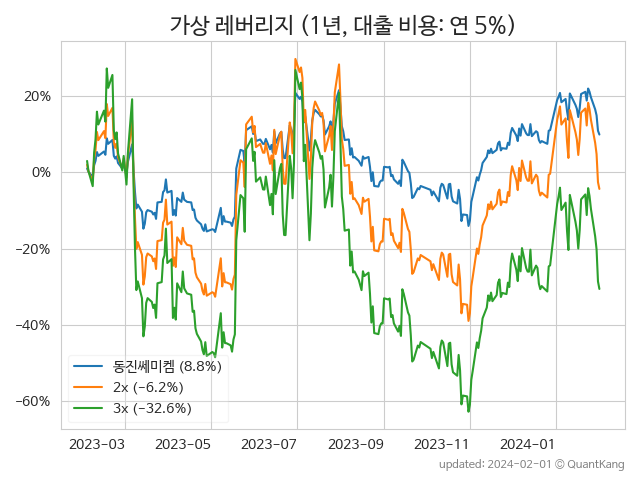 가상 레버리지 (1년, 대출 비용: 연 5%)
20%
0%
−20%
−40%
−60%
동진쎄미켐 (8.8%)
2x (−6.2%)
3x (−32.6%)
2023-03 2023-05 2023-07 2023-09 2023-11 2024-01
updated: 2024-02-01 © QuantKang